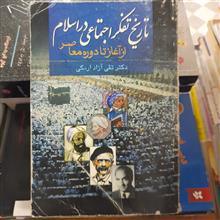 تاریخ تفکر اجتماعی در اسلام
از آغاز تا دوره معاصر
دکتر تقی آزاد ارمکی